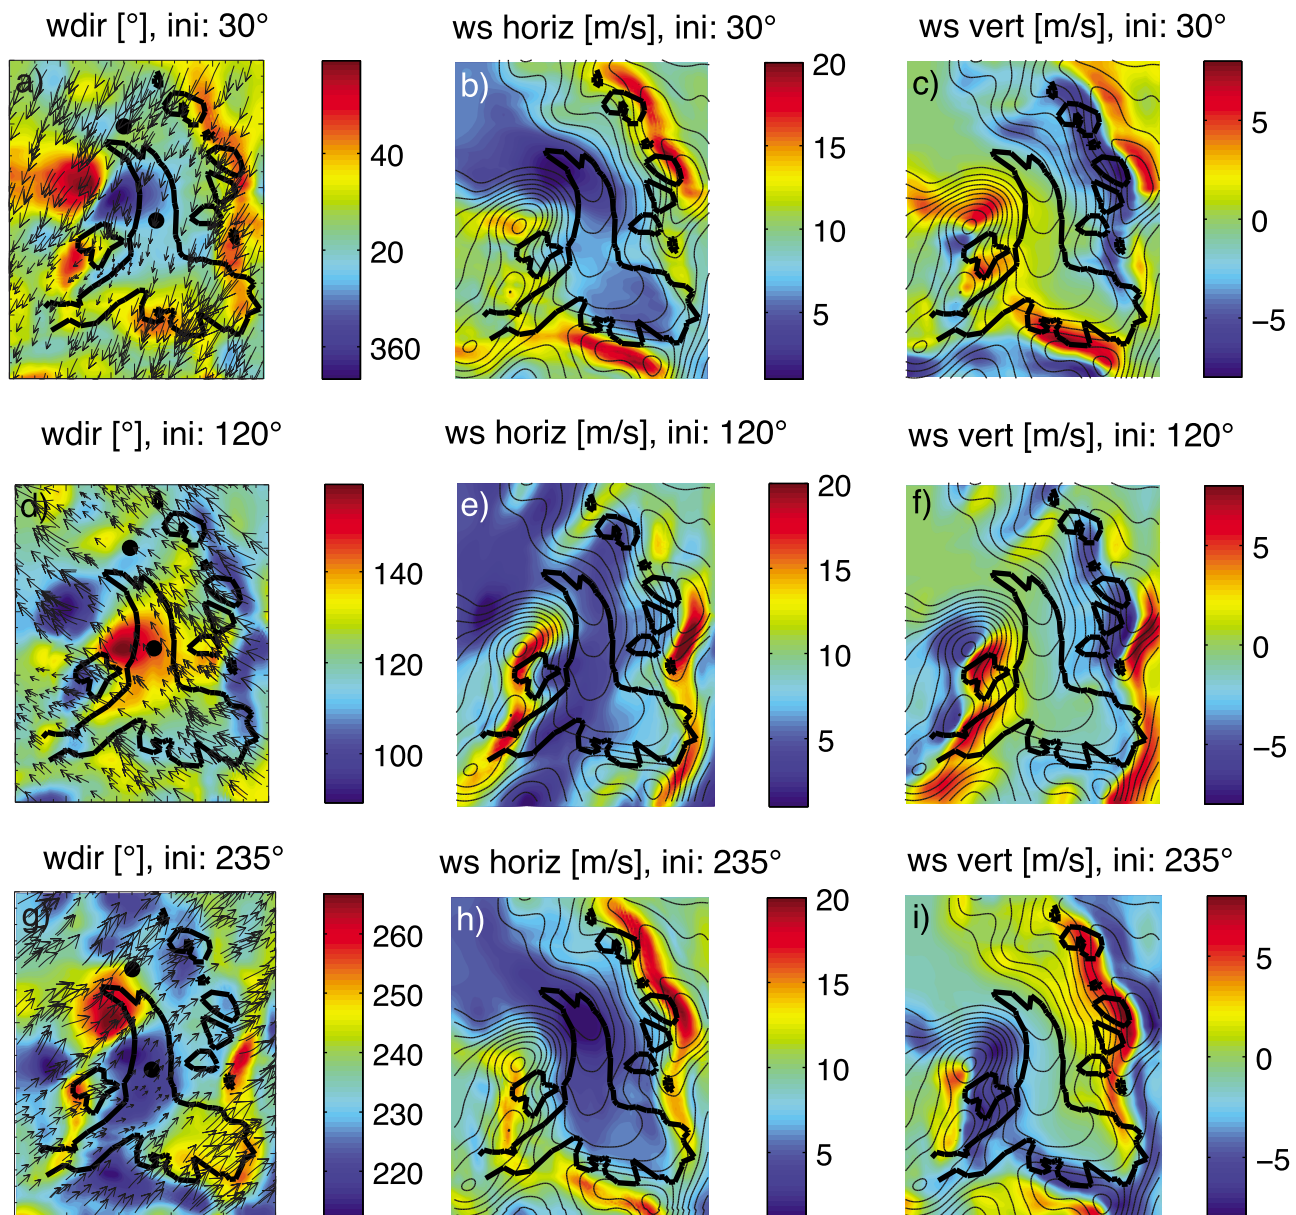 wdir [°], ini: 30°
ws horiz [m/s], ini: 30°
ws vert [m/s], ini: 30°
a)
40
20
360
b)
20
15
10
5
c)
5
0
−5
wdir [°], ini: 120°
ws horiz [m/s], ini: 120°
ws vert [m/s], ini: 120°
d)
140
120
100
e)
20
15
10
5
f)
5
0
−5
wdir [°], ini: 235°
ws horiz [m/s], ini: 235°
ws vert [m/s], ini: 235°
g)
260
250
240
230
220
h)
20
15
10
5
i)
5
0
−5